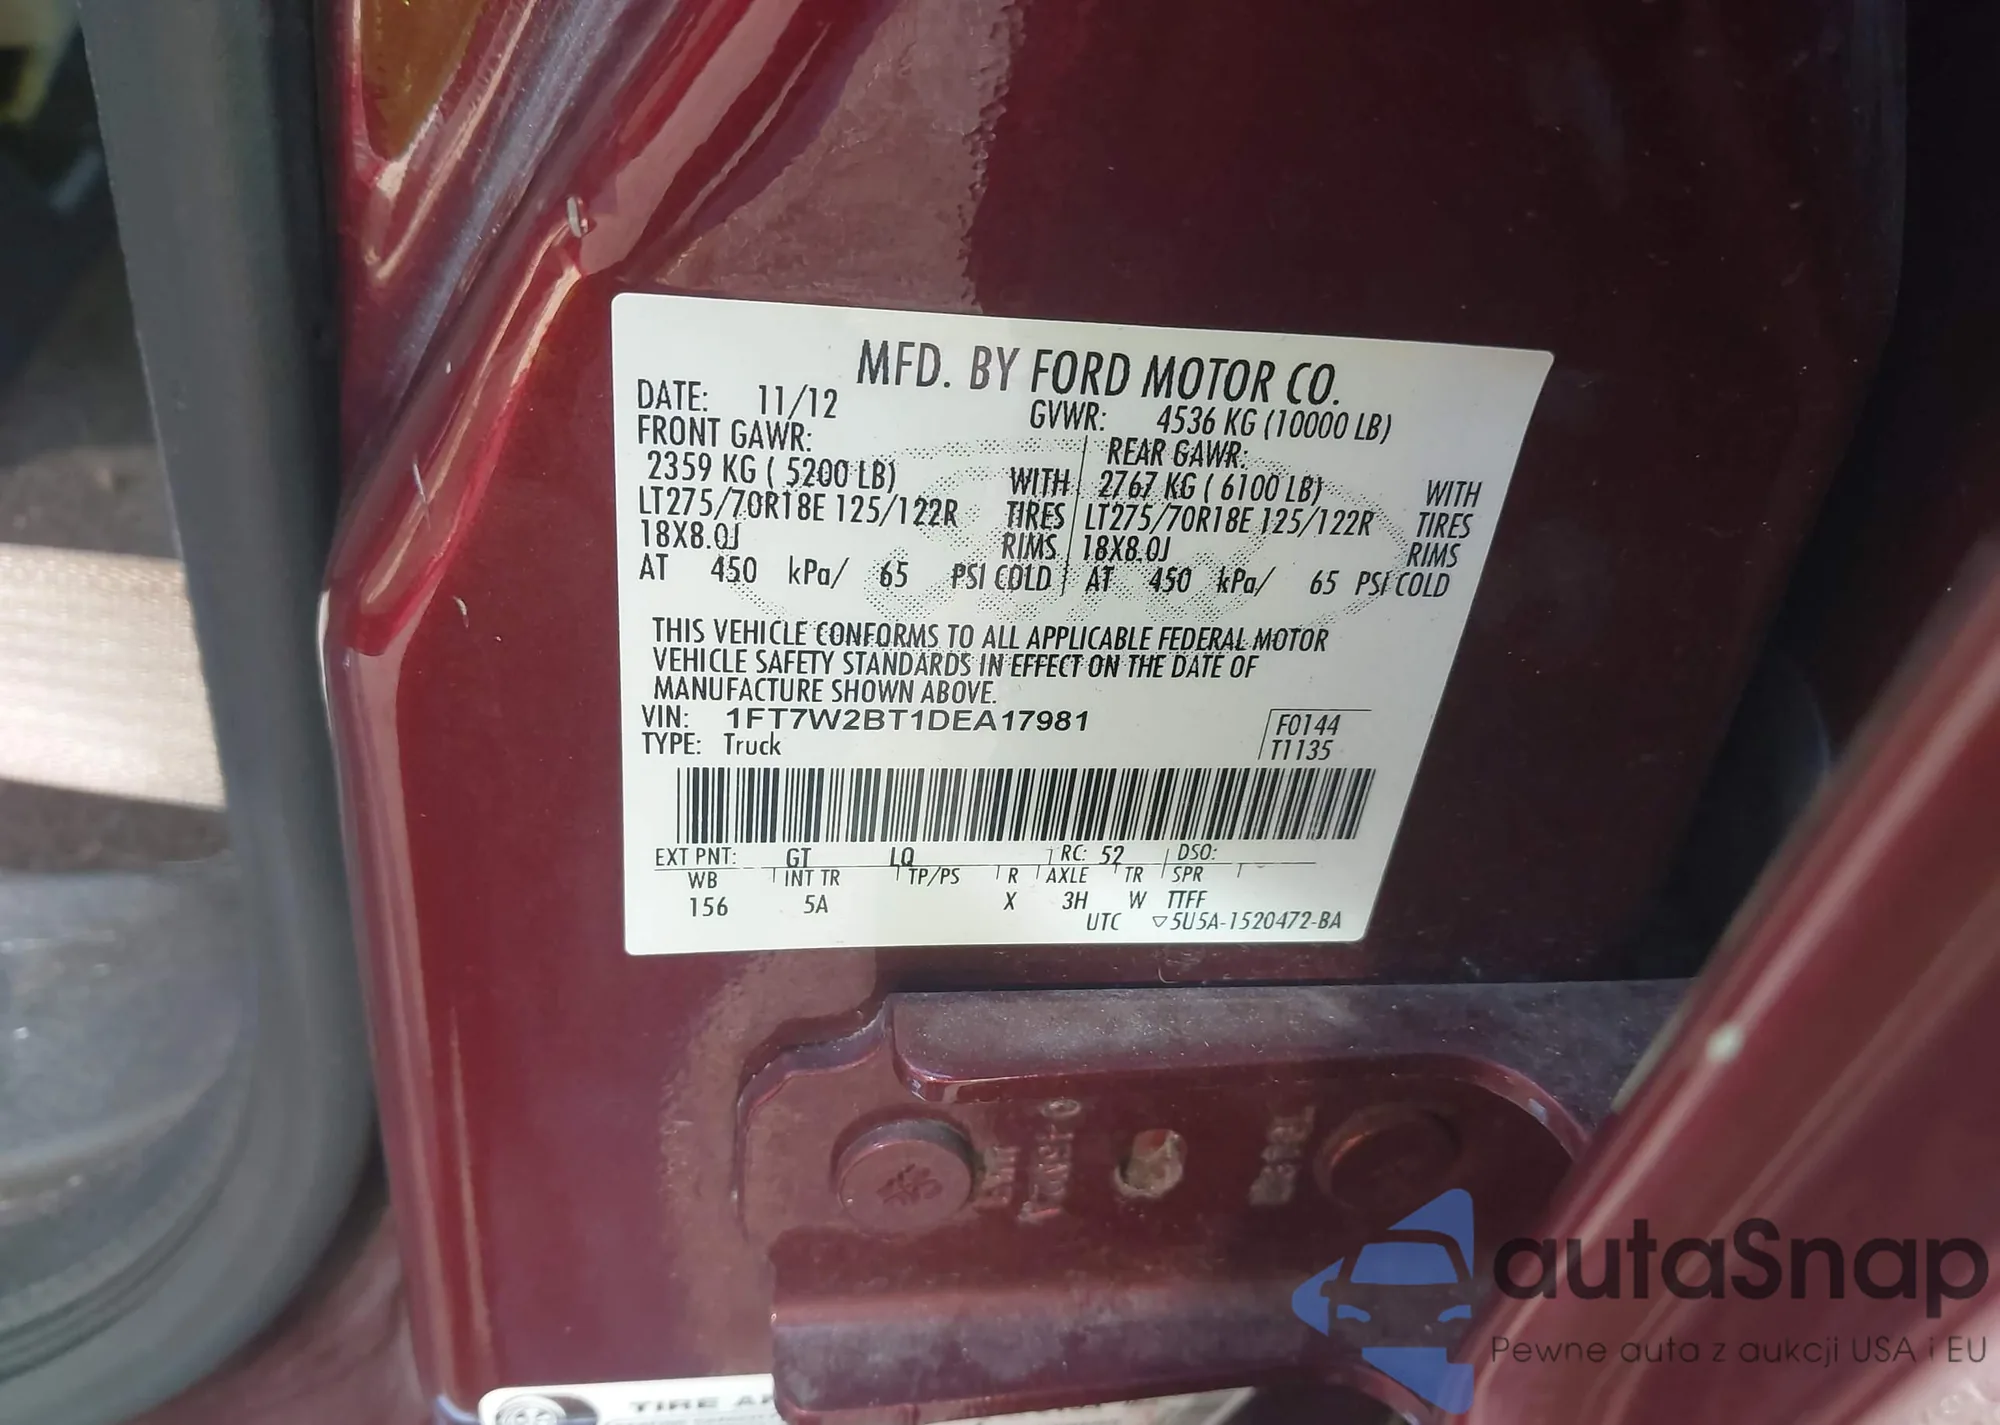 MFD. BY FORD MOTOR CO.
DATE: 11/12 GVWR: 4536 KG (10000 LB)
FRONT GAWR: REAR GAWR:
2359 KG ( 5200 LB) WITH 2767 KG ( 6100 LB) WITH
LT275/70R18E 125/122R TIRES LT275/70R18E 125/122R TIRES
18X8.0J RIMS 18X8.0J RIMS
AT 450 kPa/ 65 PSI COLD AT 450 kPa/ 65 PSI COLD
THIS VEHICLE CONFORMS TO ALL APPLICABLE FEDERAL MOTOR
VEHICLE SAFETY STANDARDS IN EFFECT ON THE DATE OF
MANUFACTURE SHOWN ABOVE.
VIN: 1FT7W2BT1DEA17981 F0144
TYPE: Truck T1135
EXT PNT: GT LQ RC: 52 DSO:
WB INT TR TP/PS R AXLE TR SPR
156 5A X 3H W TTFF
UTC ▽5U5A-1520472-BA
autaSnap
Pewne auta z aukcji USA i EU
TIRE